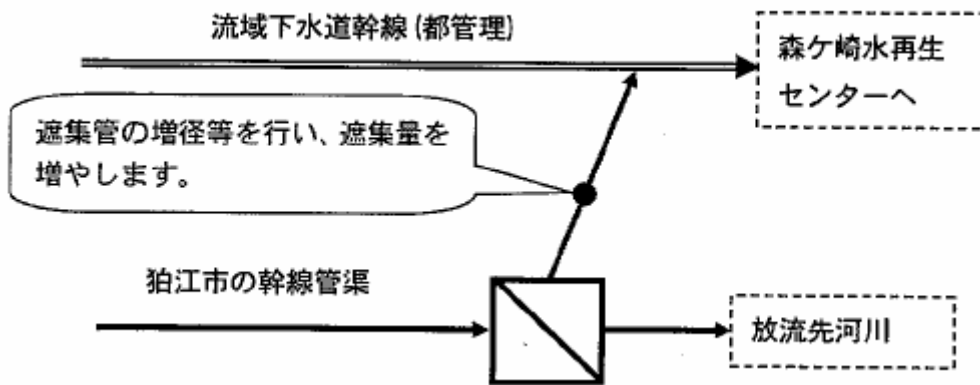 流域下水道幹線(都管理)
森ケ崎水再生
センターへ
遮集管の増径等を行い、遮集量を
増やします。
狛江市の幹線管渠
放流先河川